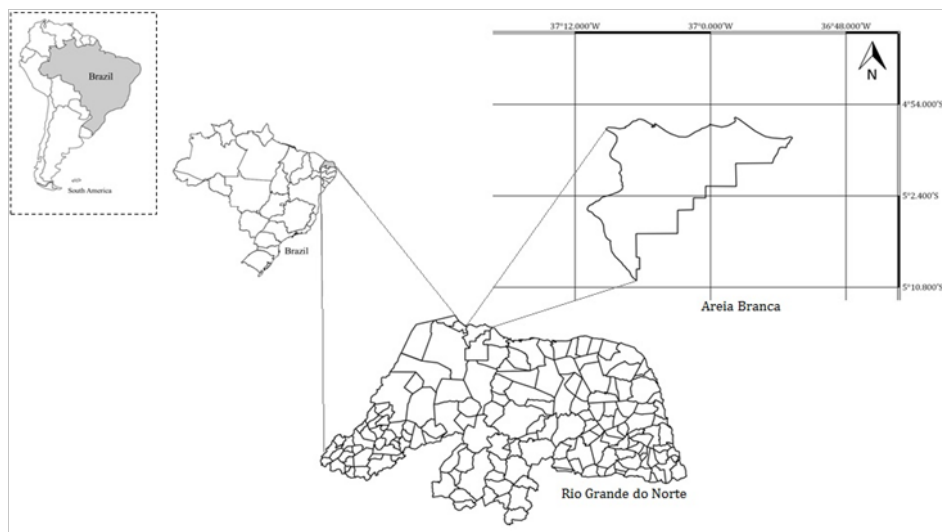 37°12.000'W 37°0.000'W 36°48.000'W
Brazil
N
4°54.000'S
South America
5°2.400'S
Brazil
5°10.800'S
Areia Branca
Rio Grande do Norte